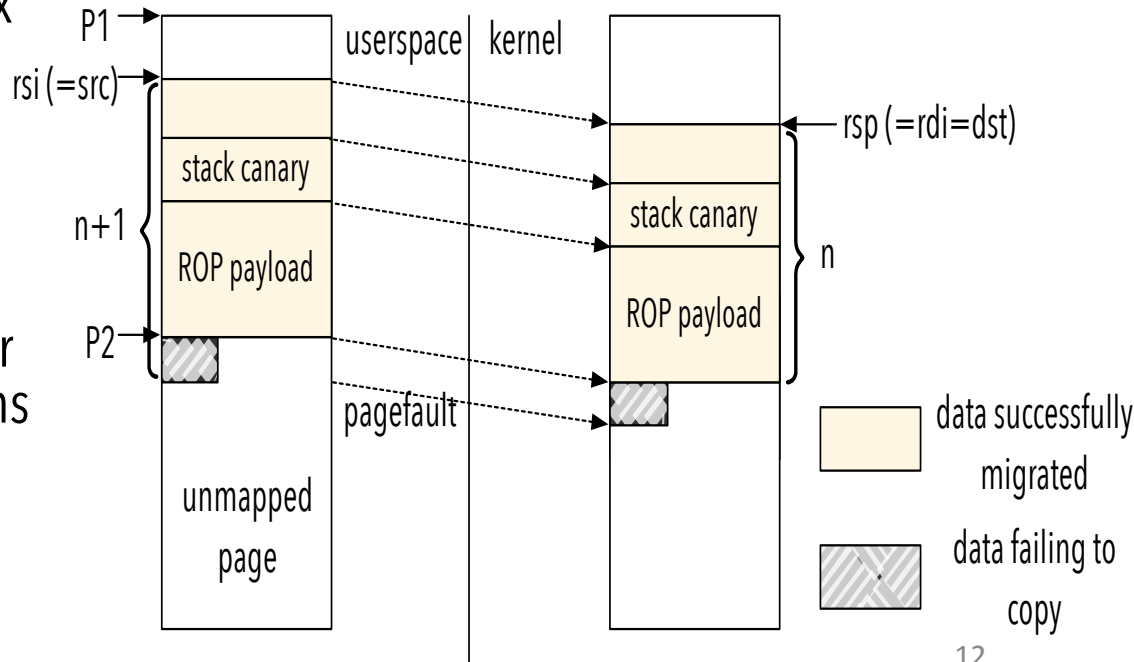 x
P1
userspace
kernel
rsi (=src)
rsp (=rdi=dst)
stack canary
stack canary
n+1
n
ROP payload
ROP payload
r
P2
ns
pagefault
data successfully
migrated
unmapped
page
data failing to
copy
12